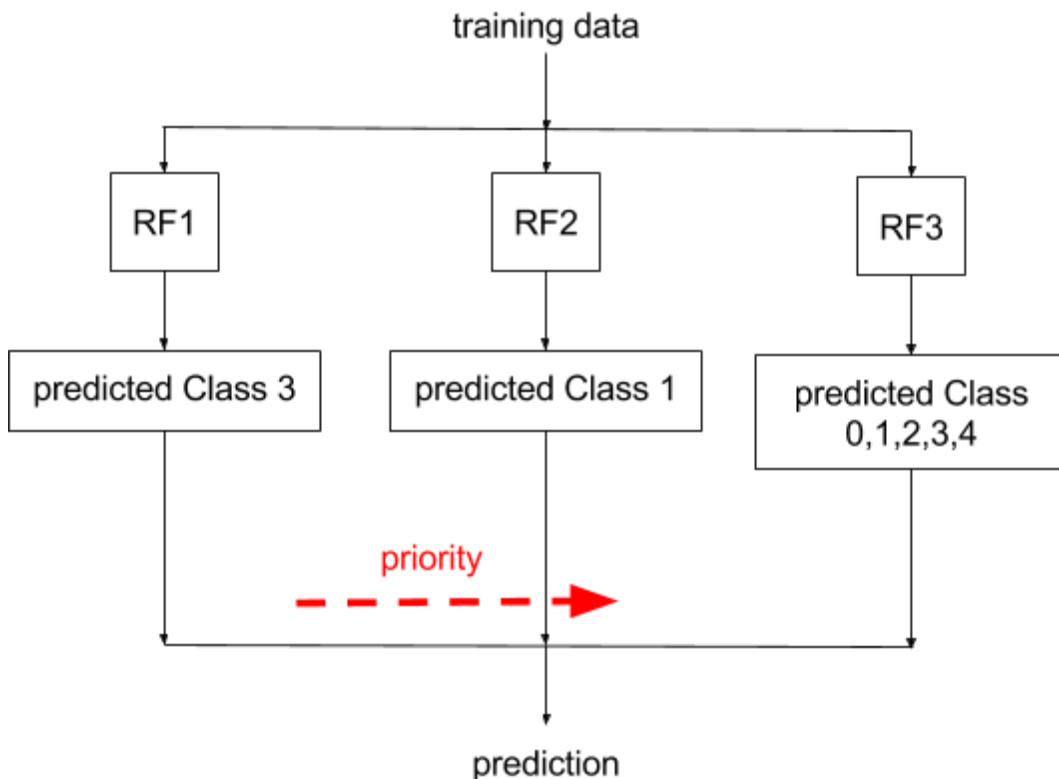 training data
RF1
RF2
RF3
predicted Class 3
predicted Class 1
predicted Class
0,1,2,3,4
priority
prediction